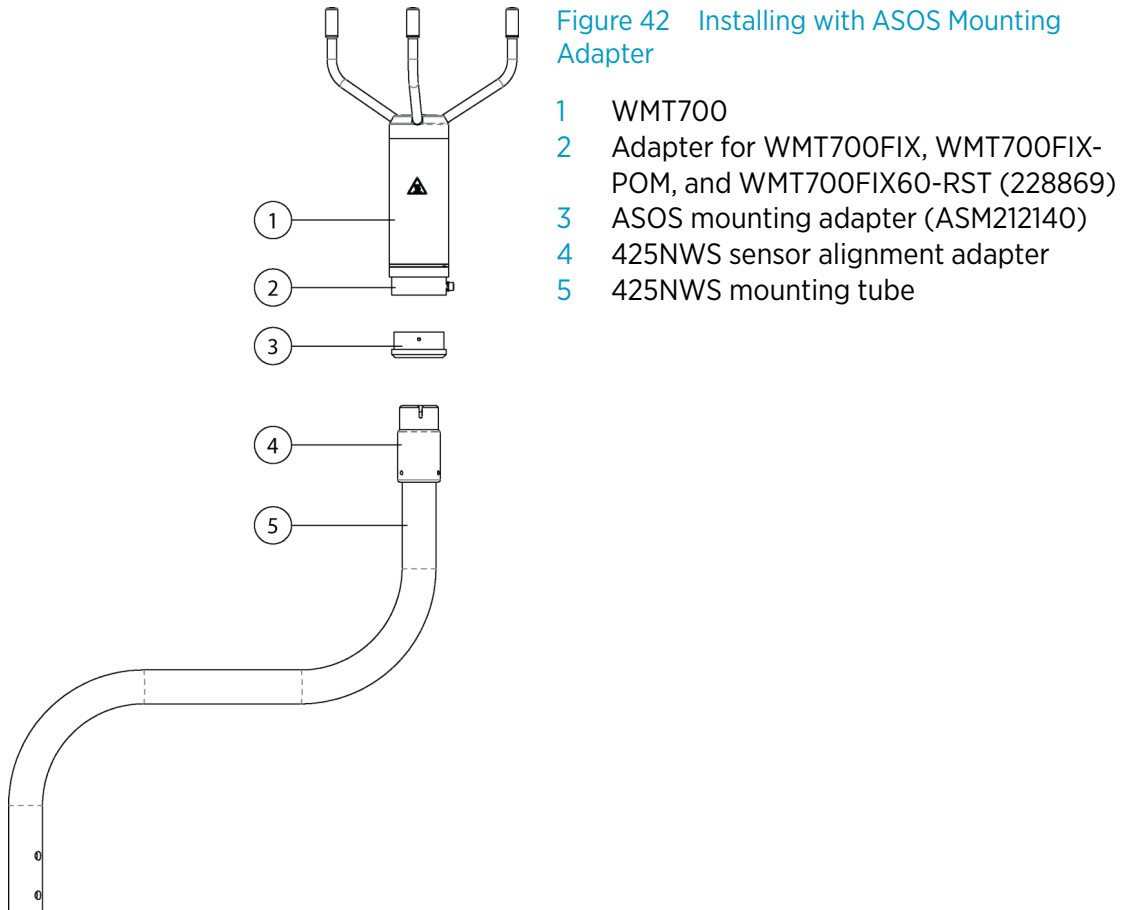 Figure 42 Installing with ASOS Mounting
Adapter
1 WMT700
2 Adapter for WMT700FIX, WMT700FIX-
POM, and WMT700FIX60-RST (228869)
3 ASOS mounting adapter (ASM212140)
4 425NWS sensor alignment adapter
5 425NWS mounting tube
1
2
3
4
5